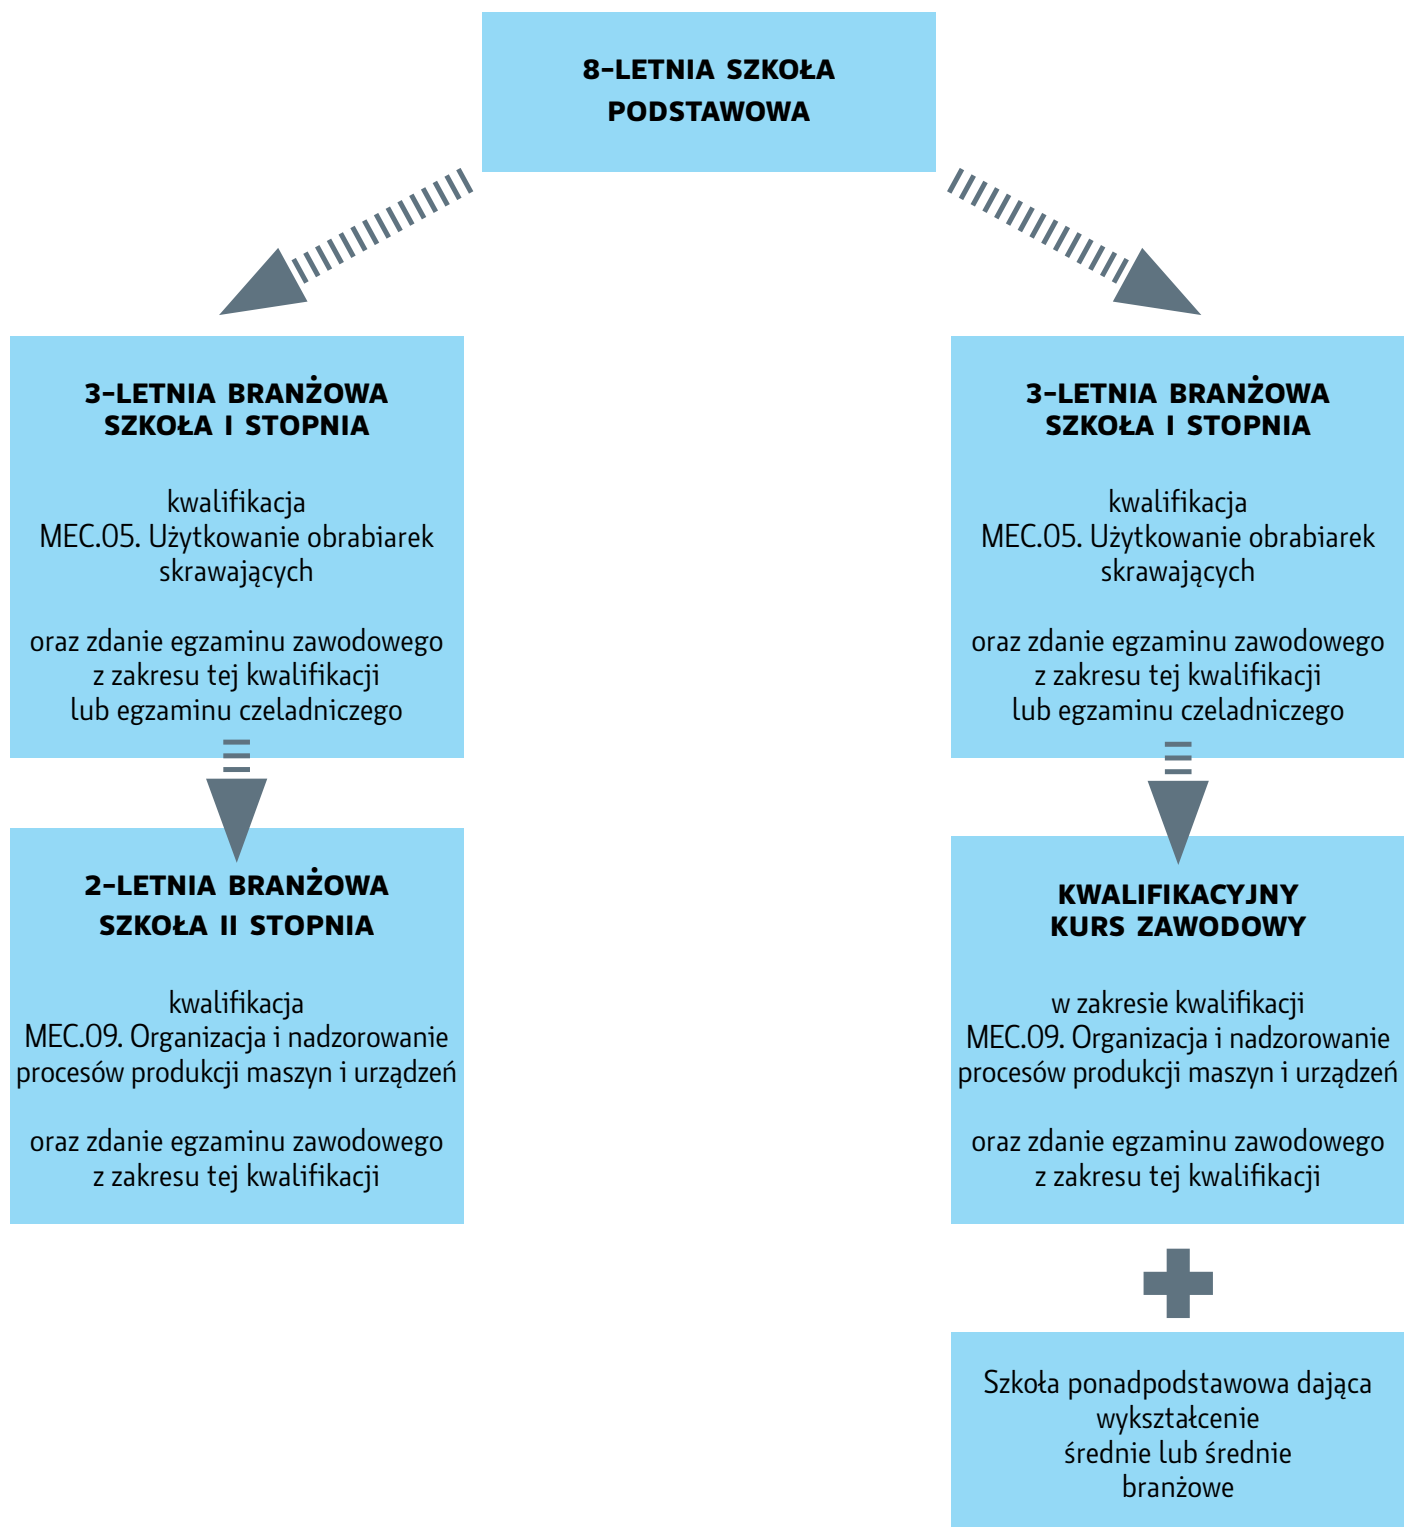 8-LETNIA SZKOŁA
PODSTAWOWA
3-LETNIA BRANŻOWA
SZKOŁA I STOPNIA
kwalifikacja
MEC.05. Użytkowanie obrabiarek
skrawających
oraz zdanie egzaminu zawodowego
z zakresu tej kwalifikacji
lub egzaminu czeladniczego
2-LETNIA BRANŻOWA
SZKOŁA II STOPNIA
kwalifikacja
MEC.09. Organizacja i nadzorowanie
procesów produkcji maszyn i urządzeń
oraz zdanie egzaminu zawodowego
z zakresu tej kwalifikacji
3-LETNIA BRANŻOWA
SZKOŁA I STOPNIA
kwalifikacja
MEC.05. Użytkowanie obrabiarek
skrawających
oraz zdanie egzaminu zawodowego
z zakresu tej kwalifikacji
lub egzaminu czeladniczego
KWALIFIKACYJNY
KURS ZAWODOWY
w zakresie kwalifikacji
MEC.09. Organizacja i nadzorowanie
procesów produkcji maszyn i urządzeń
oraz zdanie egzaminu zawodowego
z zakresu tej kwalifikacji
Szkoła ponadpodstawowa dająca
wykształcenie
średnie lub średnie
branżowe